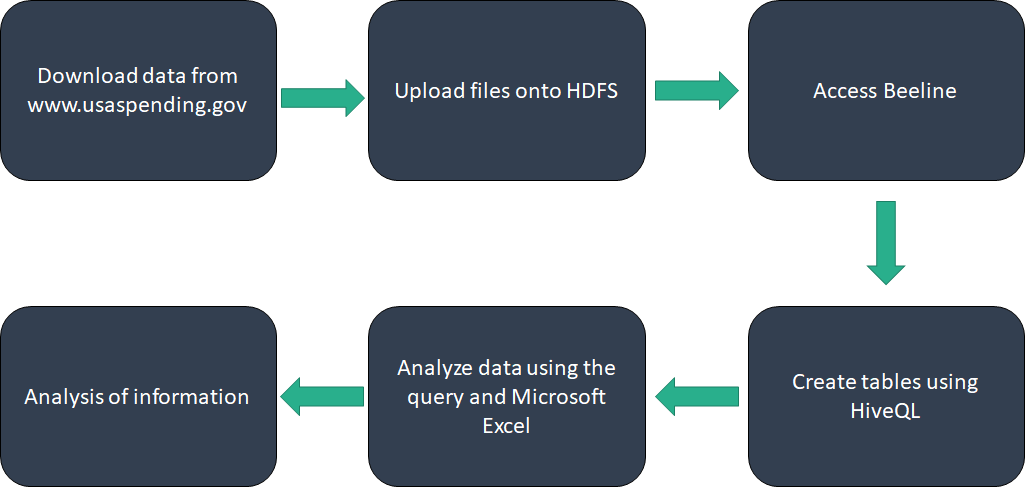 Download data from
www.usaspending.gov
Upload files onto HDFS
Access Beeline
Create tables using
HiveQL
Analyze data using the
query and Microsoft
Excel
Analysis of information